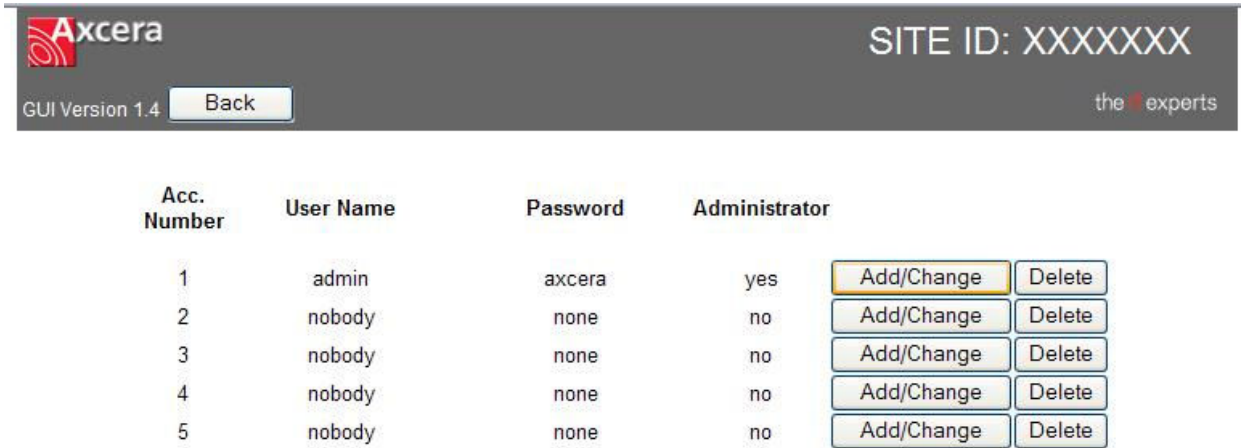 Axcera
SITE ID: XXXXXXX
GUI Version 1.4 Back
the rf experts
Acc. Number User Name Password Administrator
1 admin axcera yes Add/Change Delete
2 nobody none no Add/Change Delete
3 nobody none no Add/Change Delete
4 nobody none no Add/Change Delete
5 nobody none no Add/Change Delete